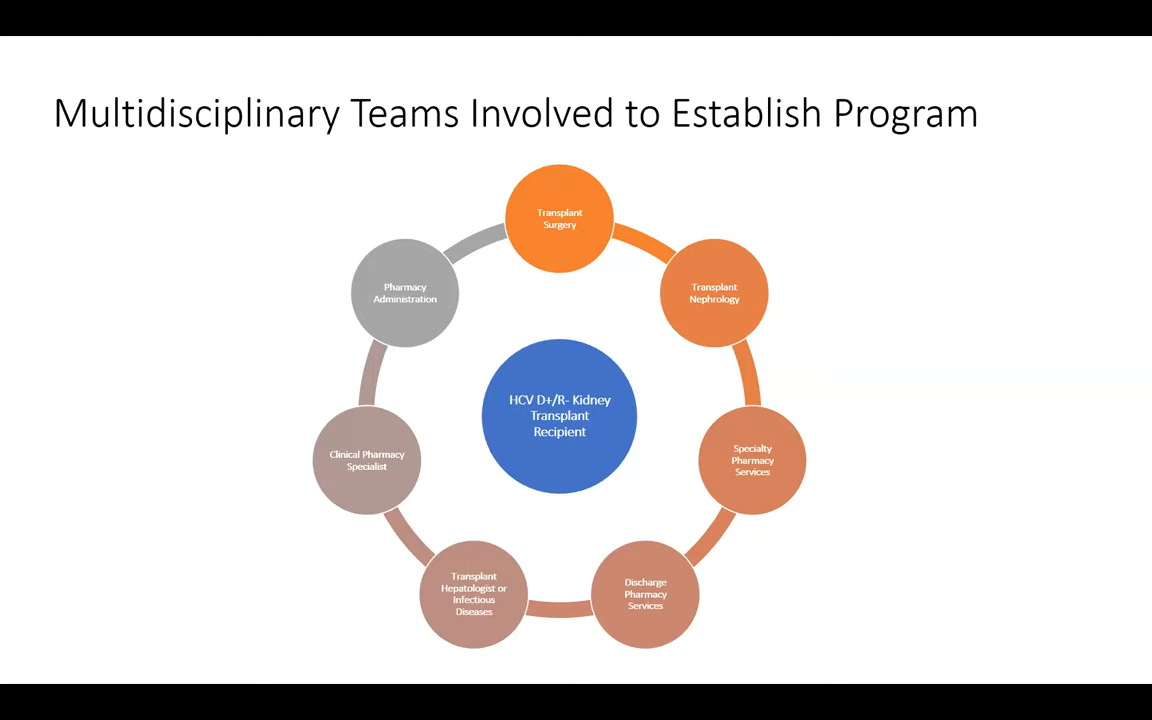 Multidisciplinary Teams Involved to Establish Program
Transplant
Surgery
Transplant
Nephrology
Specialty
Pharmacy
Services
Discharge
Pharmacy
Services
Transplant
Hepatologist or
Infectious
Diseases
Clinical Pharmacy
Specialist
Pharmacy
Administration
HCV D+/R- Kidney
Transplant
Recipient